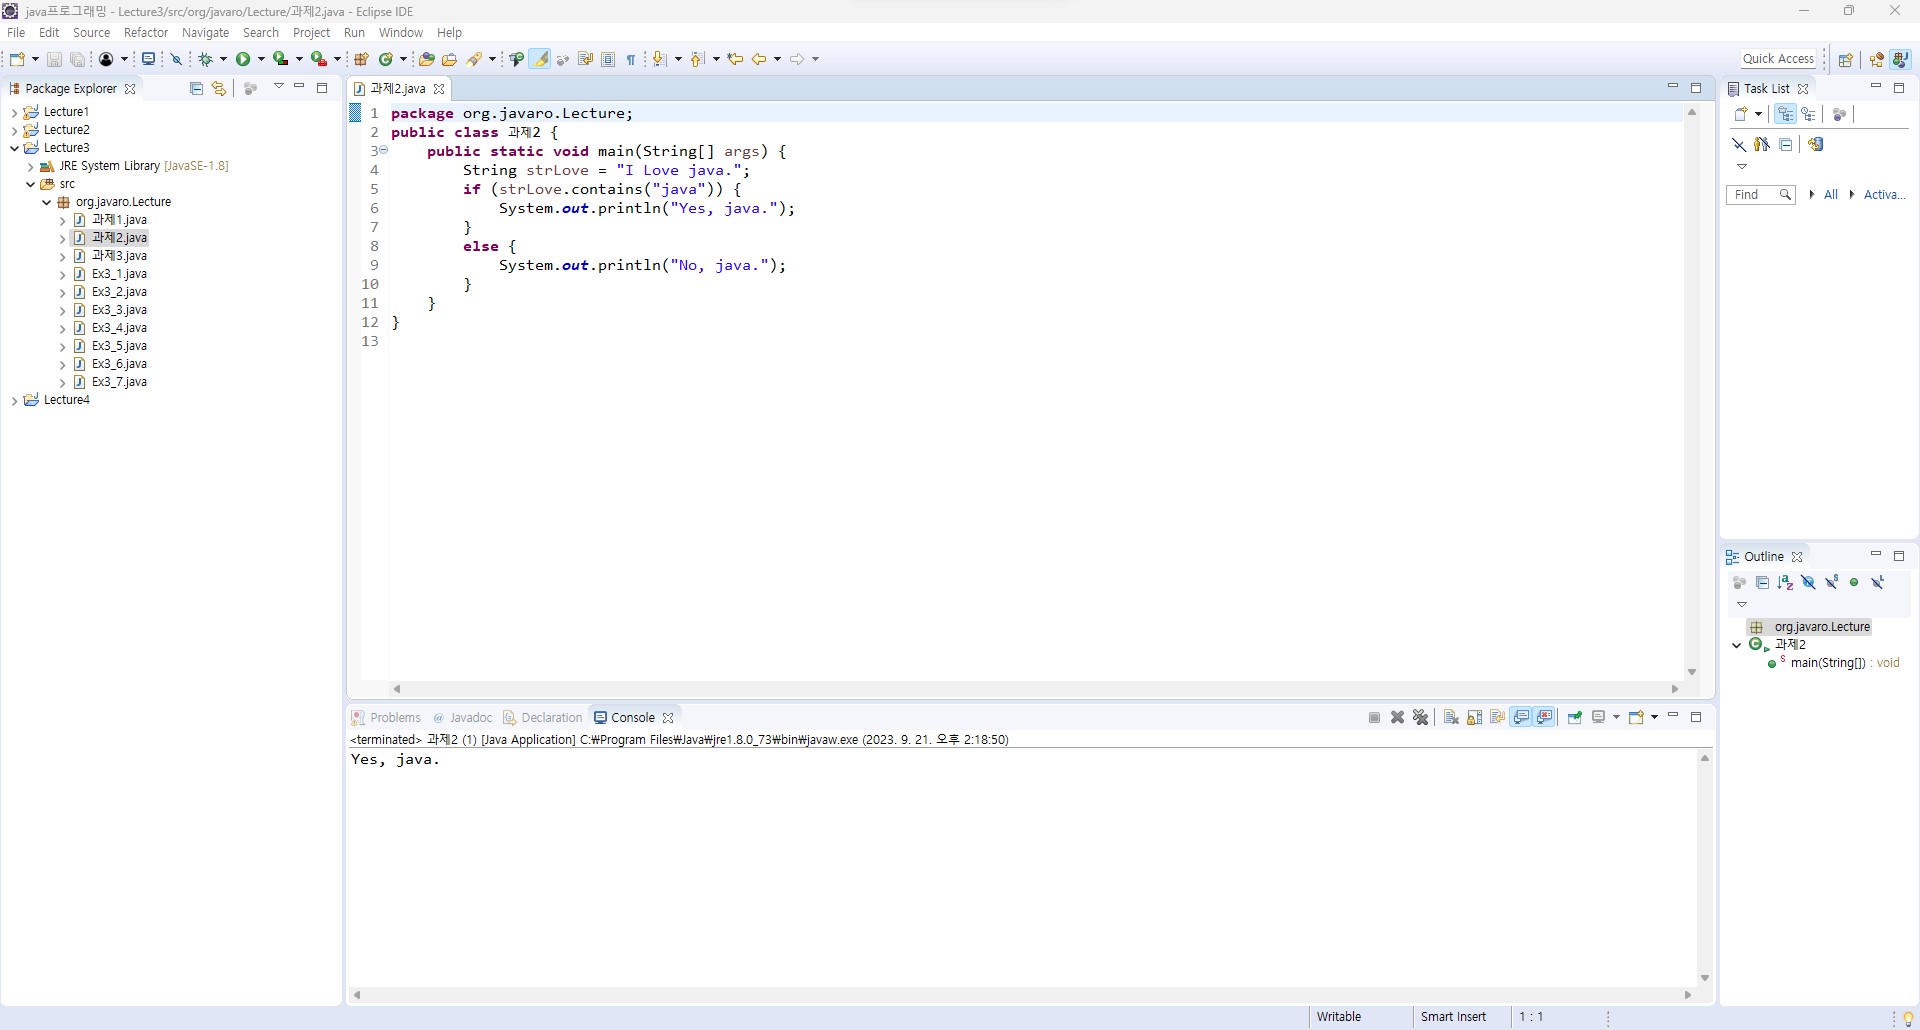 java프로그래밍 - Lecture3/src/org/javaro/Lecture/과제2.java - Eclipse IDE
File Edit Source Refactor Navigate Search Project Run Window Help
Quick Access
Package Explorer
Lecture1
Lecture2
Lecture3
JRE System Library [JavaSE-1.8]
src
org.javaro.Lecture
과제1.java
과제2.java
과제3.java
Ex3_1.java
Ex3_2.java
Ex3_3.java
Ex3_4.java
Ex3_5.java
Ex3_6.java
Ex3_7.java
Lecture4
과제2.java
1 package org.javaro.Lecture;
2 public class 과제2 {
3 public static void main(String[] args) {
4 String strLove = "I Love java.";
5 if (strLove.contains("java")) {
6 System.out.println("Yes, java.");
7 }
8 else {
9 System.out.println("No, java.");
10 }
11 }
12 }
13
Problems @ Javadoc Declaration Console
<terminated> 과제2 (1) [Java Application] C:₩Program Files₩Java₩jre1.8.0_73₩bin₩javaw.exe (2023. 9. 21. 오후 2:18:50)
Yes, java.
Task List
Find All Activa...
Outline
org.javaro.Lecture
과제2
main(String[]) : void
Writable Smart Insert 1 : 1